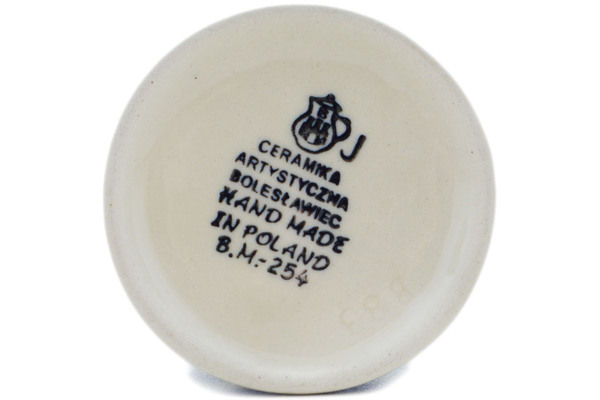 B
J
CERAMIKA
ARTYSTYCZNA
BOLESŁAWIEC
HAND MADE
IN POLAND
B.M.-254